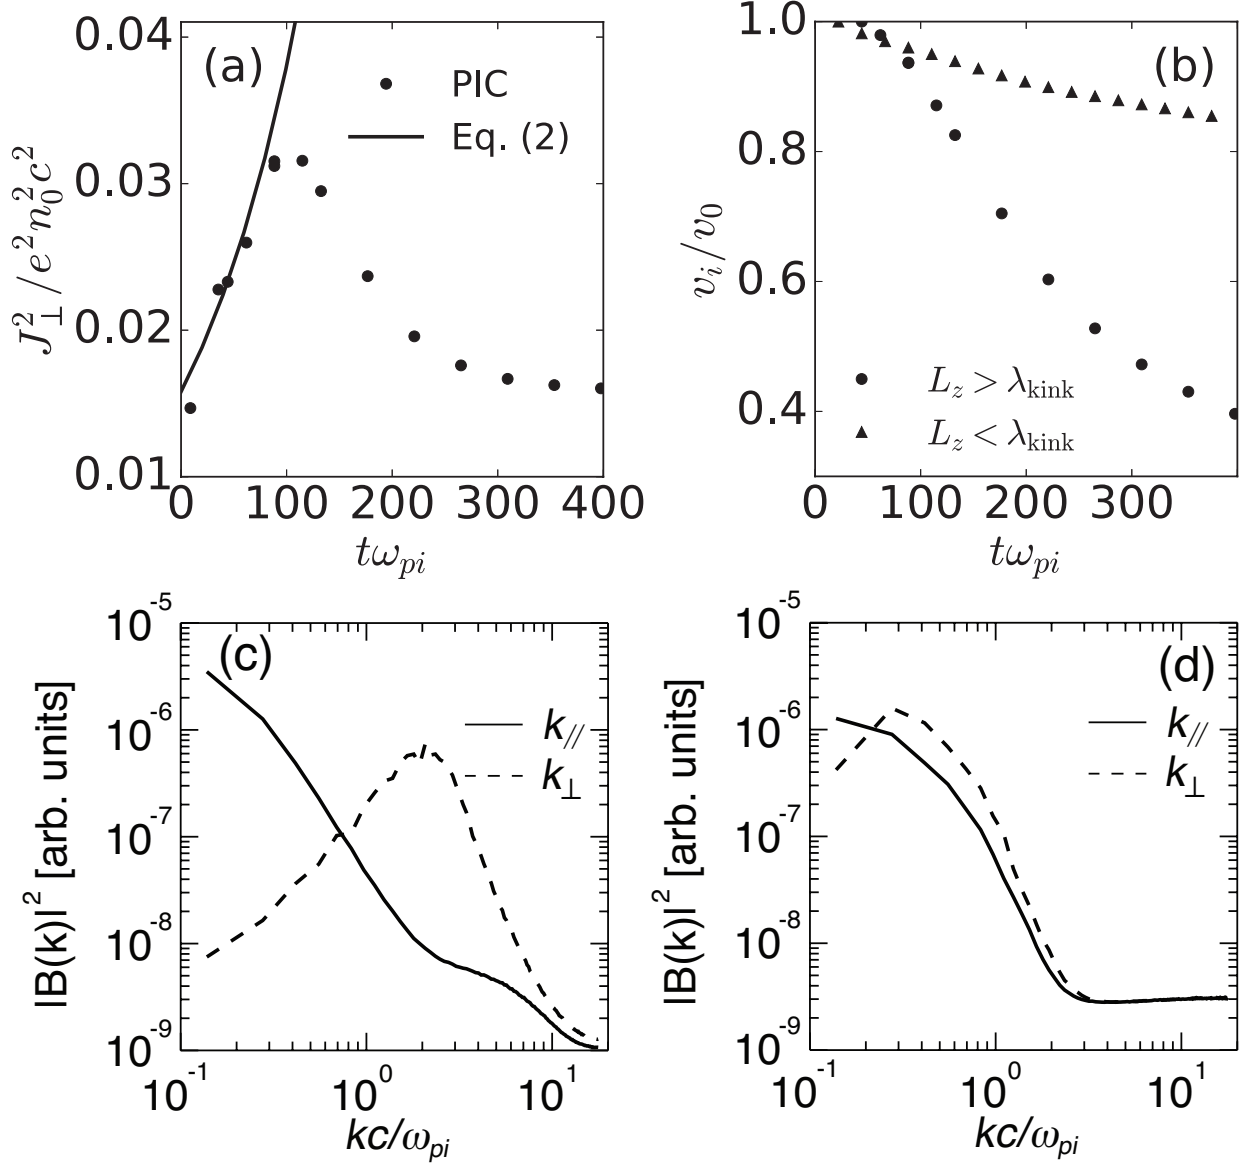 (a)
PIC
Eq. (2)
J⊥²/e²n₀²c²
0.04
0.03
0.02
0.01
0 100 200 300 400
tω_pi
(b)
v_i/v_0
1.0
0.8
0.6
0.4
L_z > λ_kink
L_z < λ_kink
0 100 200 300
tω_pi
(c)
|B(k)|² [arb. units]
10⁻⁵
10⁻⁶
10⁻⁷
10⁻⁸
10⁻⁹
k//
k⊥
10⁻¹ 10⁰ 10¹
kc/ω_pi
(d)
|B(k)|² [arb. units]
10⁻⁵
10⁻⁶
10⁻⁷
10⁻⁸
10⁻⁹
k//
k⊥
10⁻¹ 10⁰ 10¹
kc/ω_pi